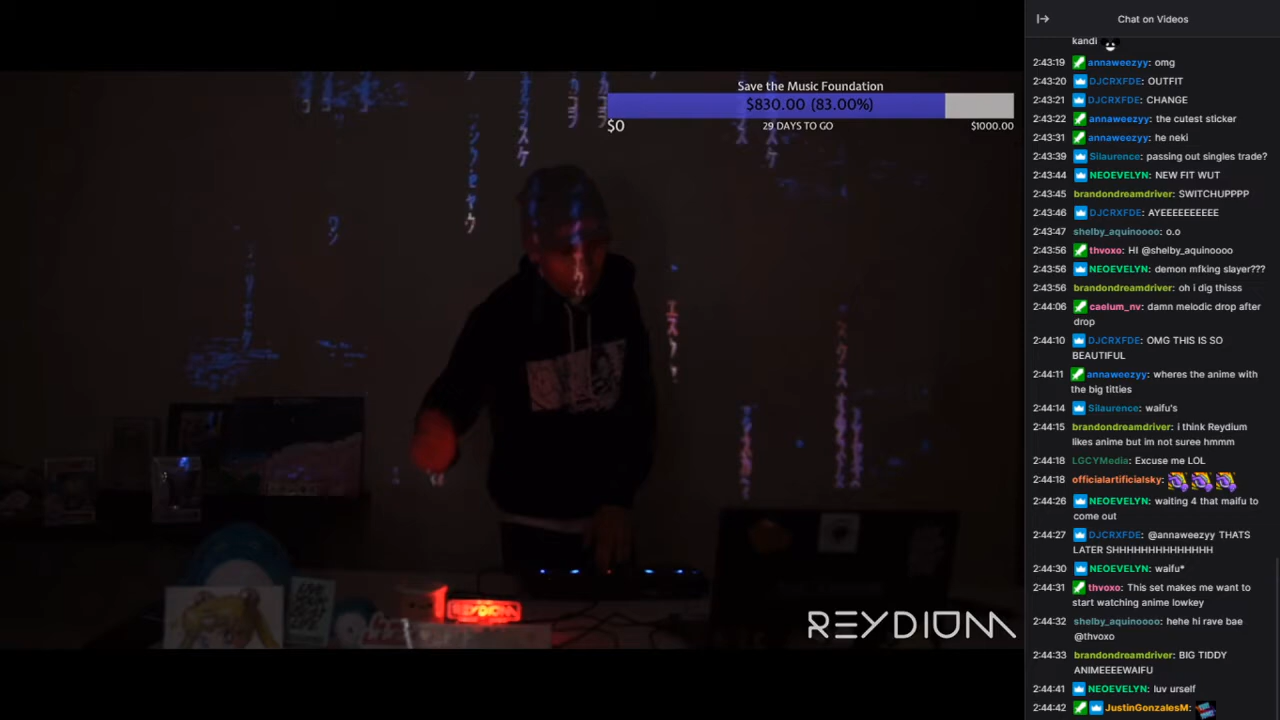 Save the Music Foundation
$830.00 (83.00%)
$0
29 DAYS TO GO
$1000.00
REYDIUM
REYDIUM
Chat on Videos
kandi
2:43:19 annaweezyy: omg
2:43:20 DJCRXFDE: OUTFIT
2:43:21 DJCRXFDE: CHANGE
2:43:22 annaweezyy: the cutest sticker
2:43:31 annaweezyy: he neki
2:43:39 Silaurence: passing out singles trade?
2:43:44 NEOEVELYN: NEW FIT WUT
2:43:45 brandondreamdriver: SWITCHUPPPP
2:43:46 DJCRXFDE: AYEEEEEEEEEE
2:43:47 shelby_aquinoooo: o.o
2:43:56 thvoxo: HI @shelby_aquinoooo
2:43:56 NEOEVELYN: demon mfking slayer???
2:43:56 brandondreamdriver: oh i dig thisss
2:44:06 caelum_nv: damn melodic drop after
drop
2:44:10 DJCRXFDE: OMG THIS IS SO
BEAUTIFUL
2:44:11 annaweezyy: wheres the anime with
the big titties
2:44:14 Silaurence: waifu's
2:44:15 brandondreamdriver: i think Reydium
likes anime but im not suree hmmm
2:44:18 LGCYMedia: Excuse me LOL
2:44:18 officialartificialsky:
2:44:26 NEOEVELYN: waiting 4 that maifu to
come out
2:44:27 DJCRXFDE: @annaweezyy THATS
LATER SHHHHHHHHHHHHHH
2:44:30 NEOEVELYN: waifu*
2:44:31 thvoxo: This set makes me want to
start watching anime lowkey
2:44:32 shelby_aquinoooo: hehe hi rave bae
@thvoxo
2:44:33 brandondreamdriver: BIG TIDDY
ANIMEEEEWAIFU
2:44:41 NEOEVELYN: luv urself
2:44:42 JustinGonzalesM: